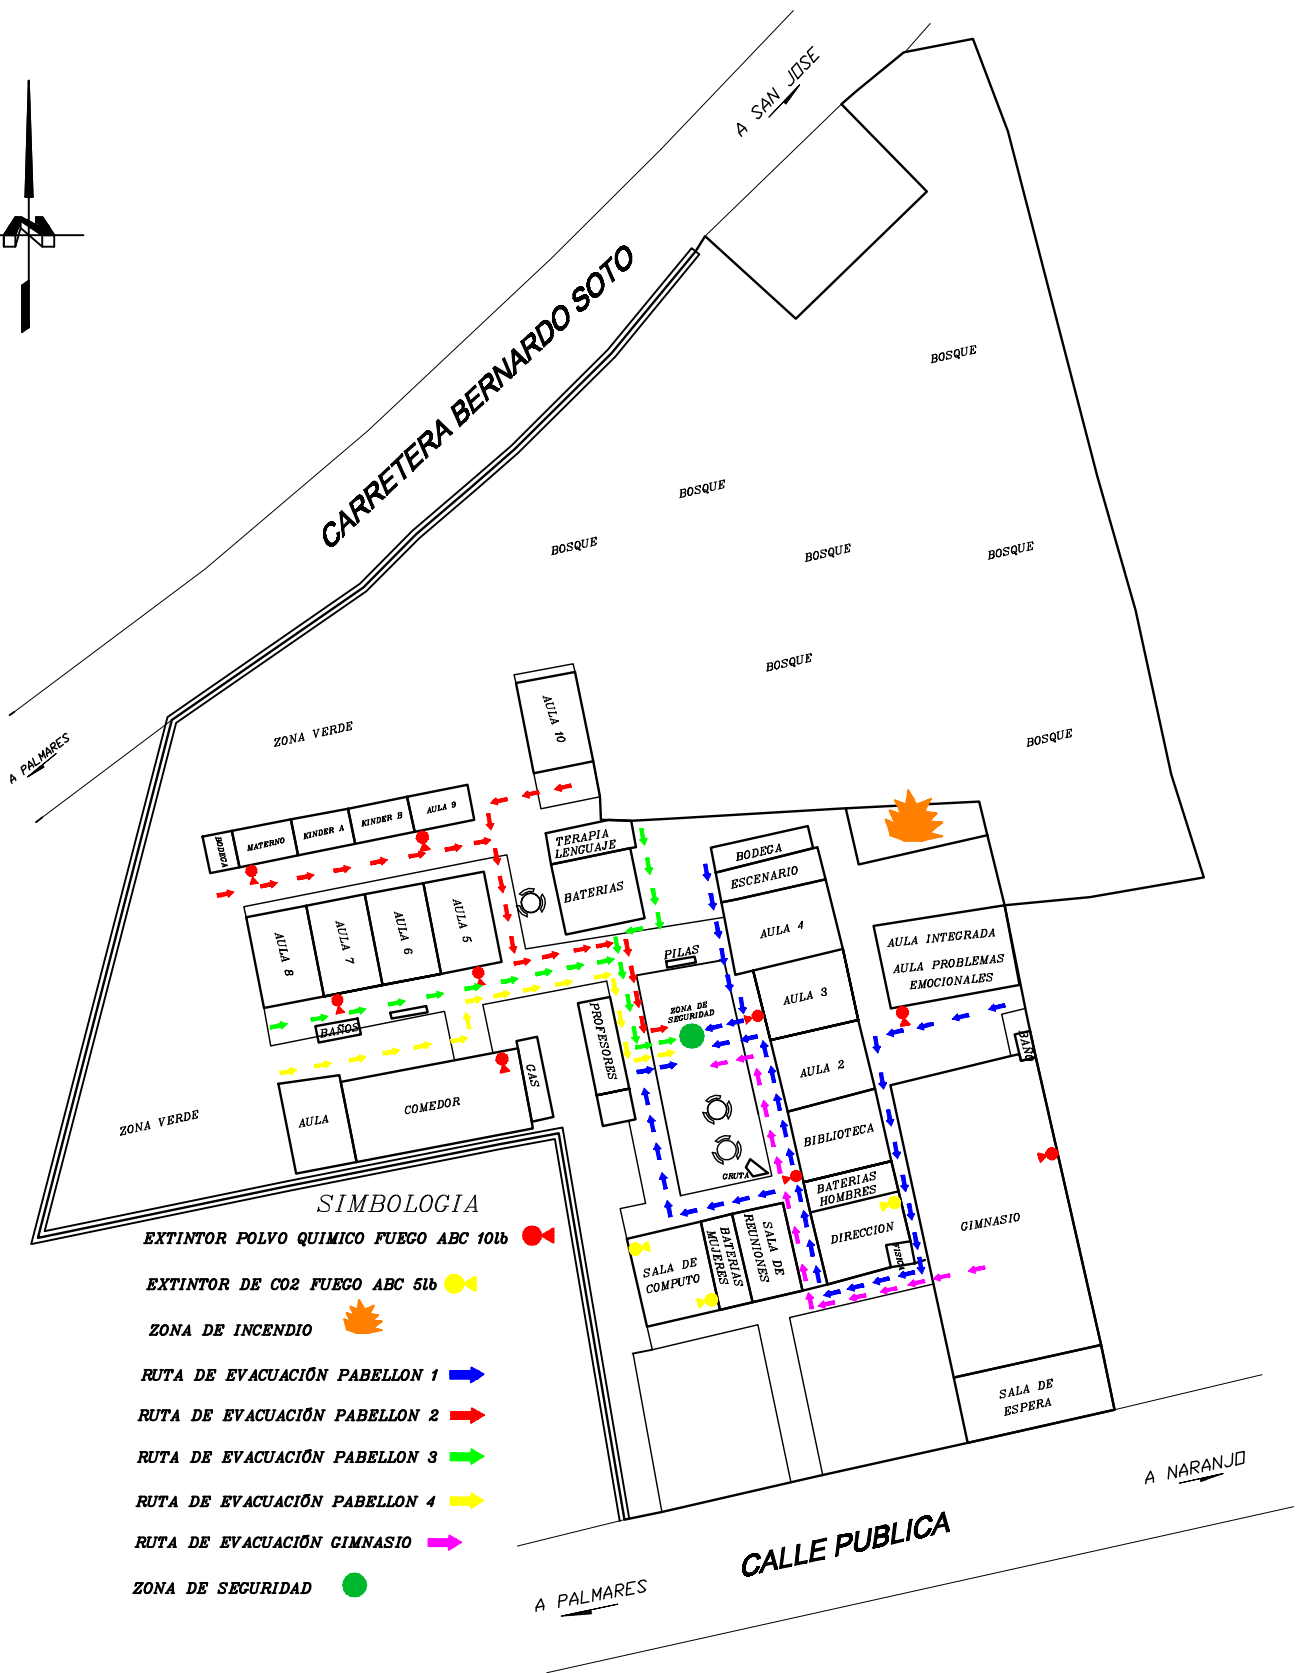 A SAN JOSE
CARRETERA BERNARDO SOTO
N
BOSQUE
BOSQUE
BOSQUE
BOSQUE
BOSQUE
BOSQUE
BOSQUE
A PALMARES
ZONA VERDE
AULA 10
BODEGA
MATERNO
KINDER A
KINDER B
AULA 9
TERAPIA
LENGUAJE
BATERIAS
BODEGA
ESCENARIO
AULA 4
AULA 8
AULA 7
AULA 6
AULA 5
PILAS
AULA INTEGRADA
AULA PROBLEMAS
EMOCIONALES
AULA 3
ZONA DE
SEGURIDAD
BAÑOS
PROFESORES
BAÑO
GAS
AULA 2
ZONA VERDE
AULA
COMEDOR
BIBLIOTECA
GRUTA
BATERIAS
HOMBRES
DIRECCION
FISICA
GIMNASIO
SALA DE
COMPUTO
BATERIAS
MUJERES
SALA DE
REUNIONES
SALA DE
ESPERA
SIMBOLOGIA
EXTINTOR POLVO QUIMICO FUEGO ABC 10lb
EXTINTOR DE CO2 FUEGO ABC 5lb
ZONA DE INCENDIO
RUTA DE EVACUACIÓN PABELLON 1
RUTA DE EVACUACIÓN PABELLON 2
RUTA DE EVACUACIÓN PABELLON 3
RUTA DE EVACUACIÓN PABELLON 4
RUTA DE EVACUACIÓN GIMNASIO
ZONA DE SEGURIDAD
A NARANJO
CALLE PUBLICA
A PALMARES